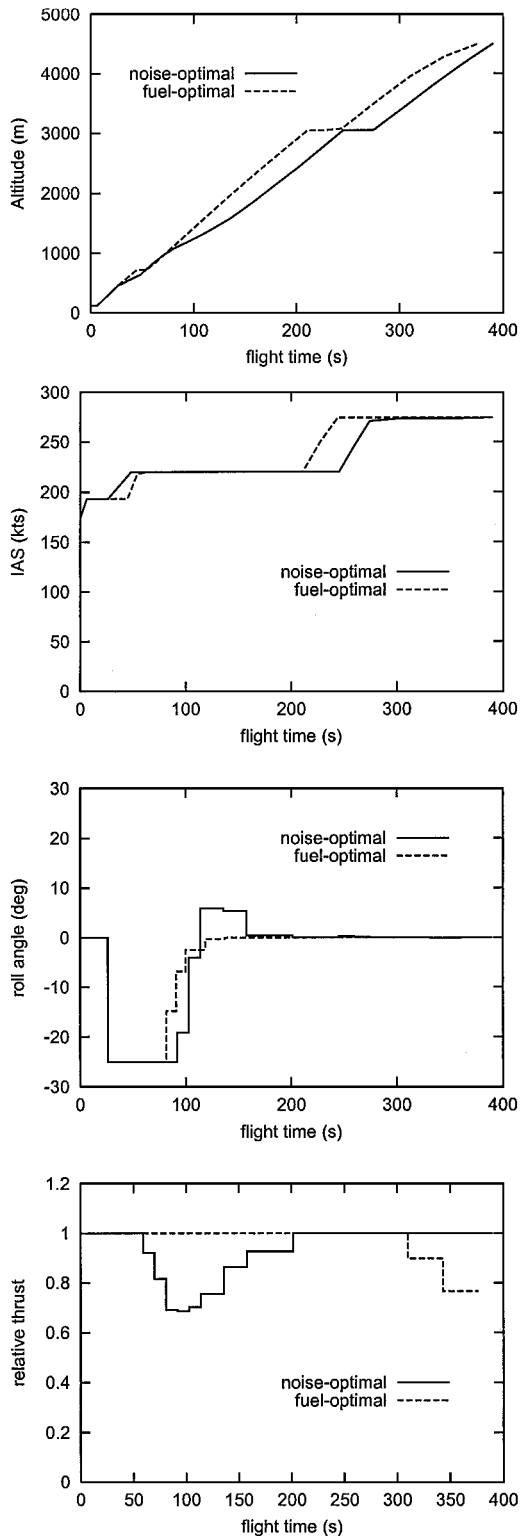 5000
4000
3000
2000
1000
0
Altitude (m)
noise-optimal
fuel-optimal
0 100 200 300 400
flight time (s)
300
250
200
150
100
50
0
IAS (kts)
noise-optimal
fuel-optimal
0 100 200 300 400
flight time (s)
30
20
10
0
-10
-20
-30
roll angle (deg)
noise-optimal
fuel-optimal
0 100 200 300 400
flight time (s)
1.2
1
0.8
0.6
0.4
0.2
0
relative thrust
noise-optimal
fuel-optimal
0 50 100 150 200 250 300 350 400
flight time (s)